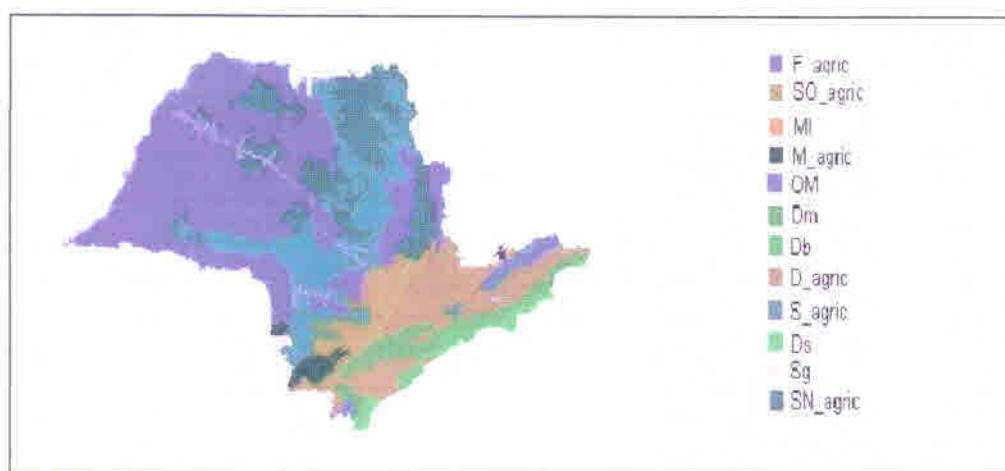 F_agric
SO_agric
Ml
M_agric
OM
Dm
Db
D_agric
S_agric
Ds
Sg
SN_agric